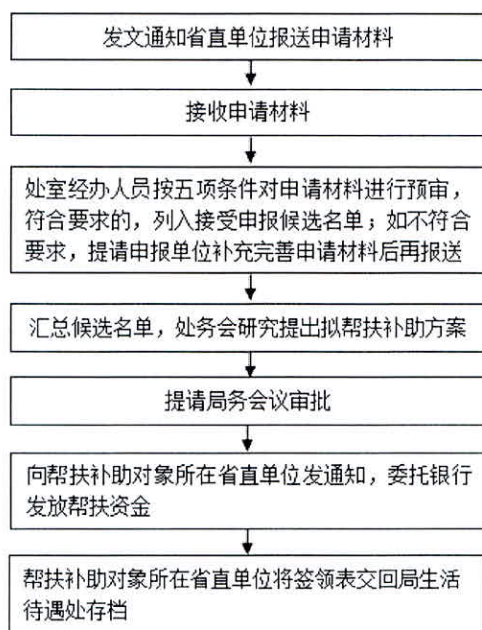 发文通知省直单位报送申请材料
接收申请材料
处室经办人员按五项条件对申请材料进行预审，
符合要求的，列入接受申报候选名单；如不符合
要求，提请申报单位补充完善申请材料后再报送
汇总候选名单，处务会研究提出拟帮扶补助方案
提请局务会议审批
向帮扶补助对象所在省直单位发通知，委托银行
发放帮扶资金
帮扶补助对象所在省直单位将签领表交回局生活
待遇处存档